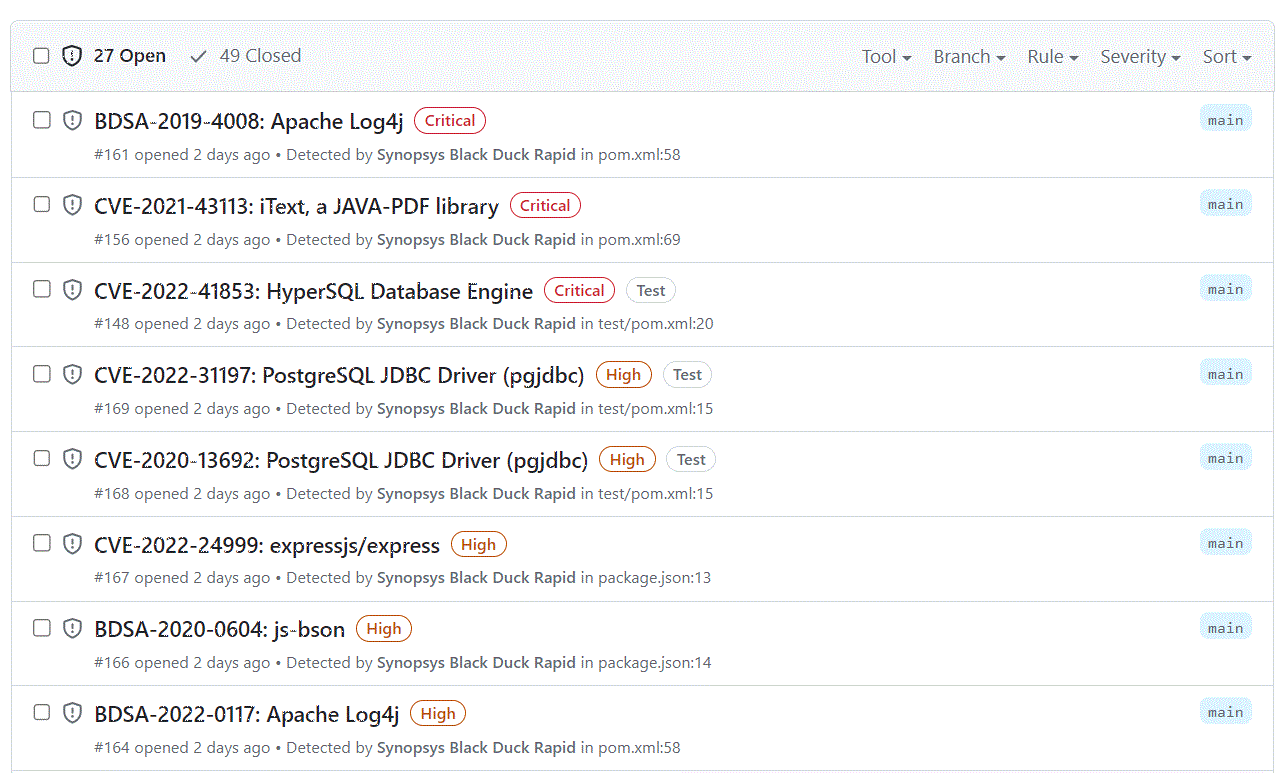 27 Open 49 Closed Tool Branch Rule Severity Sort
BDSA-2019-4008: Apache Log4j Critical main
#161 opened 2 days ago • Detected by Synopsys Black Duck Rapid in pom.xml:58
CVE-2021-43113: iText, a JAVA-PDF library Critical main
#156 opened 2 days ago • Detected by Synopsys Black Duck Rapid in pom.xml:69
CVE-2022-41853: HyperSQL Database Engine Critical Test main
#148 opened 2 days ago • Detected by Synopsys Black Duck Rapid in test/pom.xml:20
CVE-2022-31197: PostgreSQL JDBC Driver (pgjdbc) High Test main
#169 opened 2 days ago • Detected by Synopsys Black Duck Rapid in test/pom.xml:15
CVE-2020-13692: PostgreSQL JDBC Driver (pgjdbc) High Test main
#168 opened 2 days ago • Detected by Synopsys Black Duck Rapid in test/pom.xml:15
CVE-2022-24999: expressjs/express High main
#167 opened 2 days ago • Detected by Synopsys Black Duck Rapid in package.json:13
BDSA-2020-0604: js-bson High main
#166 opened 2 days ago • Detected by Synopsys Black Duck Rapid in package.json:14
BDSA-2022-0117: Apache Log4j High main
#164 opened 2 days ago • Detected by Synopsys Black Duck Rapid in pom.xml:58